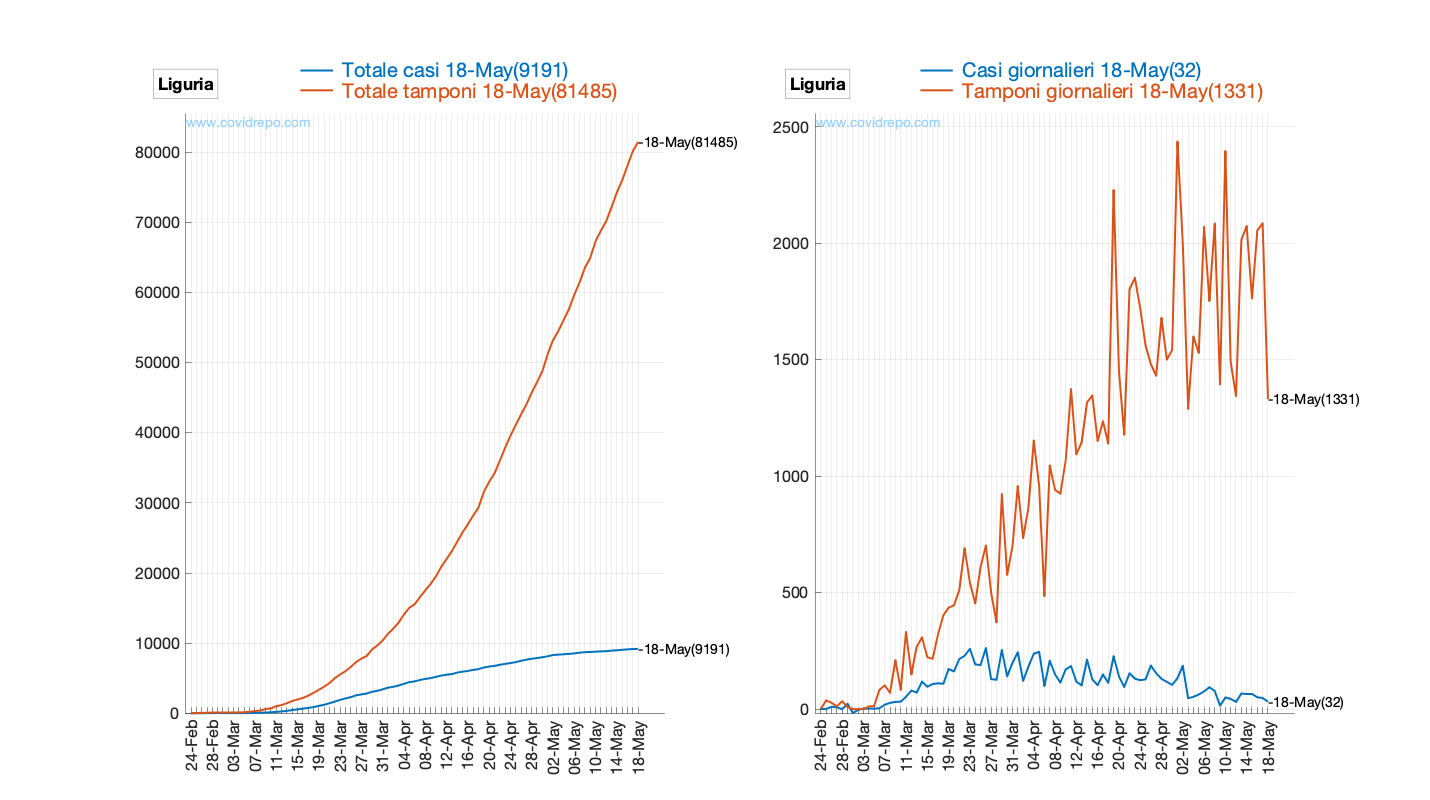 Liguria
Totale casi 18-May(9191)
Totale tamponi 18-May(81485)
www.covidrepo.com
18-May(81485)
80000
70000
60000
50000
40000
30000
20000
10000
18-May(9191)
0
24-Feb
28-Feb
03-Mar
07-Mar
11-Mar
15-Mar
19-Mar
23-Mar
27-Mar
31-Mar
04-Apr
08-Apr
12-Apr
16-Apr
20-Apr
24-Apr
28-Apr
02-May
06-May
10-May
14-May
18-May
Liguria
Casi giornalieri 18-May(32)
Tamponi giornalieri 18-May(1331)
www.covidrepo.com
2500
2000
1500
18-May(1331)
1000
500
18-May(32)
0
24-Feb
28-Feb
03-Mar
07-Mar
11-Mar
15-Mar
19-Mar
23-Mar
27-Mar
31-Mar
04-Apr
08-Apr
12-Apr
16-Apr
20-Apr
24-Apr
28-Apr
02-May
06-May
10-May
14-May
18-May